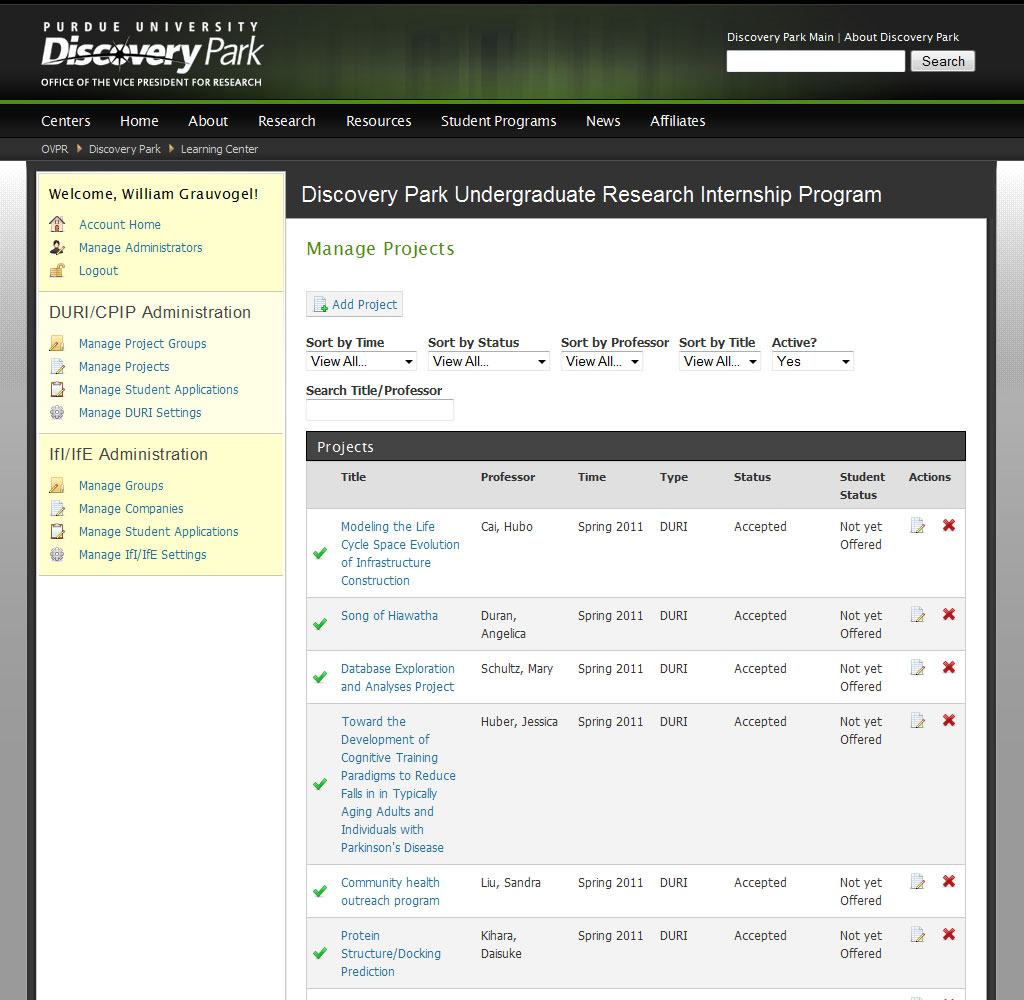 PURDUE UNIVERSITY
Discovery Park
OFFICE OF THE VICE PRESIDENT FOR RESEARCH
Discovery Park Main | About Discovery Park
Search
Centers Home About Research Resources Student Programs News Affiliates
OVPR Discovery Park Learning Center
Welcome, William Grauvogel!
Account Home
Manage Administrators
Logout
DURI/CPIP Administration
Manage Project Groups
Manage Projects
Manage Student Applications
Manage DURI Settings
IfI/IfE Administration
Manage Groups
Manage Companies
Manage Student Applications
Manage IfI/IfE Settings
Discovery Park Undergraduate Research Internship Program
Manage Projects
Add Project
Sort by Time Sort by Status Sort by Professor Sort by Title Active?
View All... View All... View All... View All... Yes
Search Title/Professor
Projects
Title Professor Time Type Status Student Actions
Status
Modeling the Life Cai, Hubo Spring 2011 DURI Accepted Not yet
Cycle Space Evolution Offered
of Infrastructure
Construction
Song of Hiawatha Duran, Spring 2011 DURI Accepted Not yet
Angelica Offered
Database Exploration Schultz, Mary Spring 2011 DURI Accepted Not yet
and Analyses Project Offered
Toward the Huber, Jessica Spring 2011 DURI Accepted Not yet
Development of Offered
Cognitive Training
Paradigms to Reduce
Falls in in Typically
Aging Adults and
Individuals with
Parkinson's Disease
Community health Liu, Sandra Spring 2011 DURI Accepted Not yet
outreach program Offered
Protein Kihara, Spring 2011 DURI Accepted Not yet
Structure/Docking Daisuke Offered
Prediction